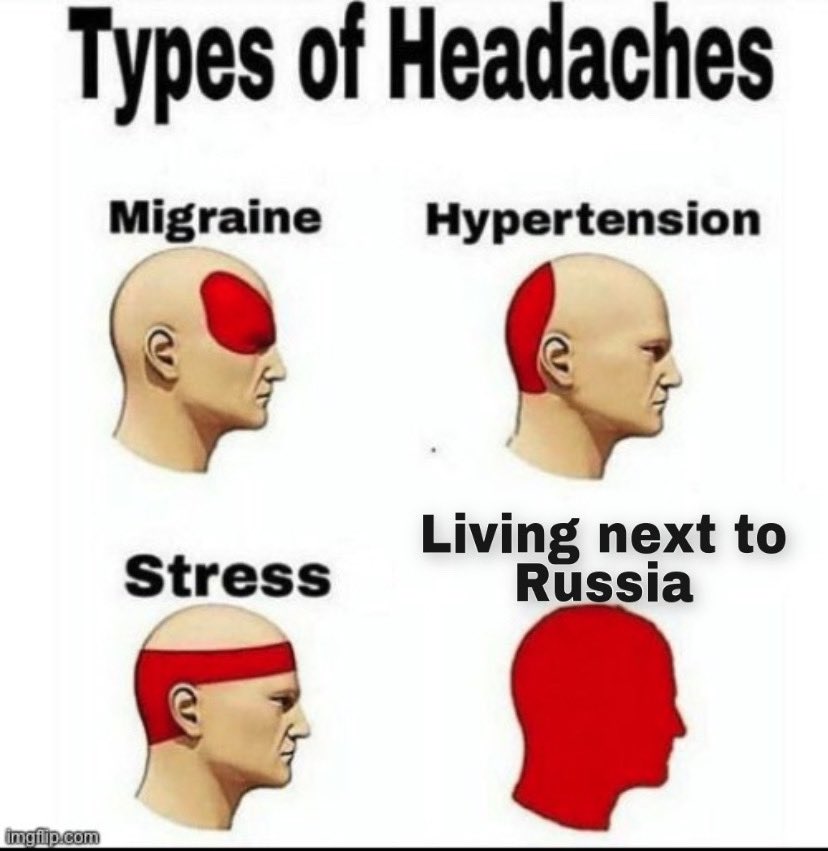 Types of Headaches
Migraine
Hypertension
Stress
Living next to
Russia
imgflip.com